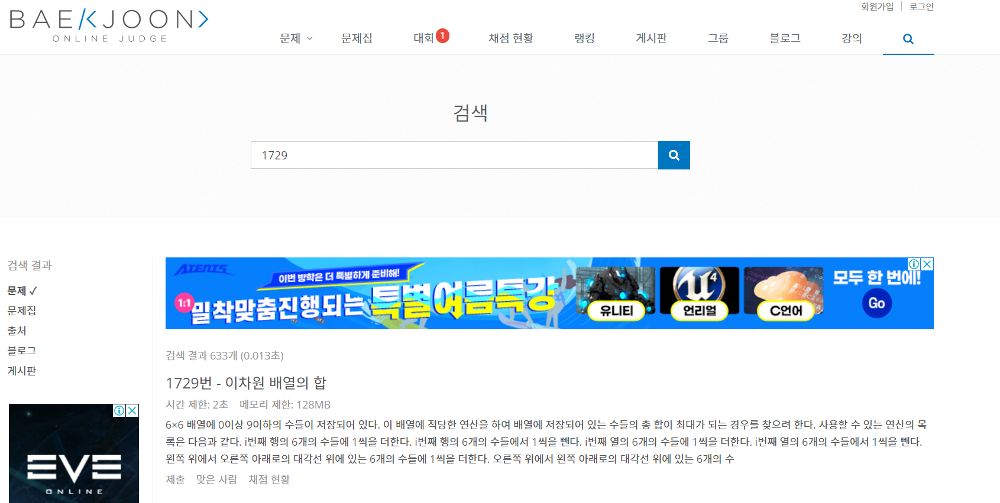 회원가입 로그인
BAEKJOON
ONLINE JUDGE
문제 문제집 대회 1 채점 현황 랭킹 게시판 그룹 블로그 강의
검색
1729
검색 결과
문제 ✓
문제집
출처
블로그
게시판
EVE
ONLINE
ATENTS
이번 방학은 더 특별하게 준비해!
1:1 밀착맞춤진행되는 특별여름특강
유니티 언리얼 C언어
모두 한 번에!
Go
검색 결과 633개 (0.013초)
1729번 - 이차원 배열의 합
시간 제한: 2초 메모리 제한: 128MB
6×6 배열에 0이상 9이하의 수들이 저장되어 있다. 이 배열에 적당한 연산을 하여 배열에 저장되어 있는 수들의 총 합이 최대가 되는 경우를 찾으려 한다. 사용할 수 있는 연산의 목
록은 다음과 같다. i번째 행의 6개의 수들에 1씩을 더한다. i번째 행의 6개의 수들에서 1씩을 뺀다. i번째 열의 6개의 수들에 1씩을 더한다. i번째 열의 6개의 수들에서 1씩을 뺀다.
왼쪽 위에서 오른쪽 아래로의 대각선 위에 있는 6개의 수들에 1씩을 더한다. 오른쪽 위에서 왼쪽 아래로의 대각선 위에 있는 6개의 수
제출 맞은 사람 채점 현황